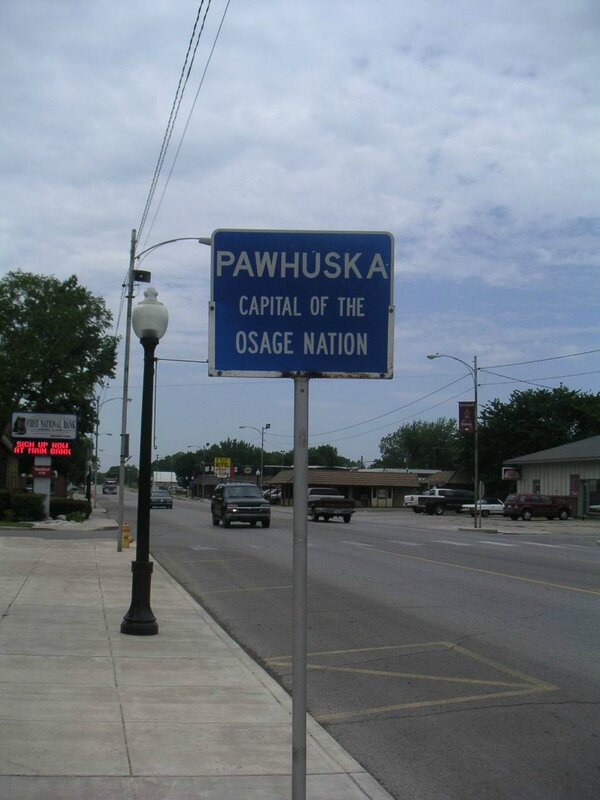 PAWHUSKA
CAPITAL OF THE
OSAGE NATION
FIRST NATIONAL BANK
SIGN UP NOW
AT MAIN BANK